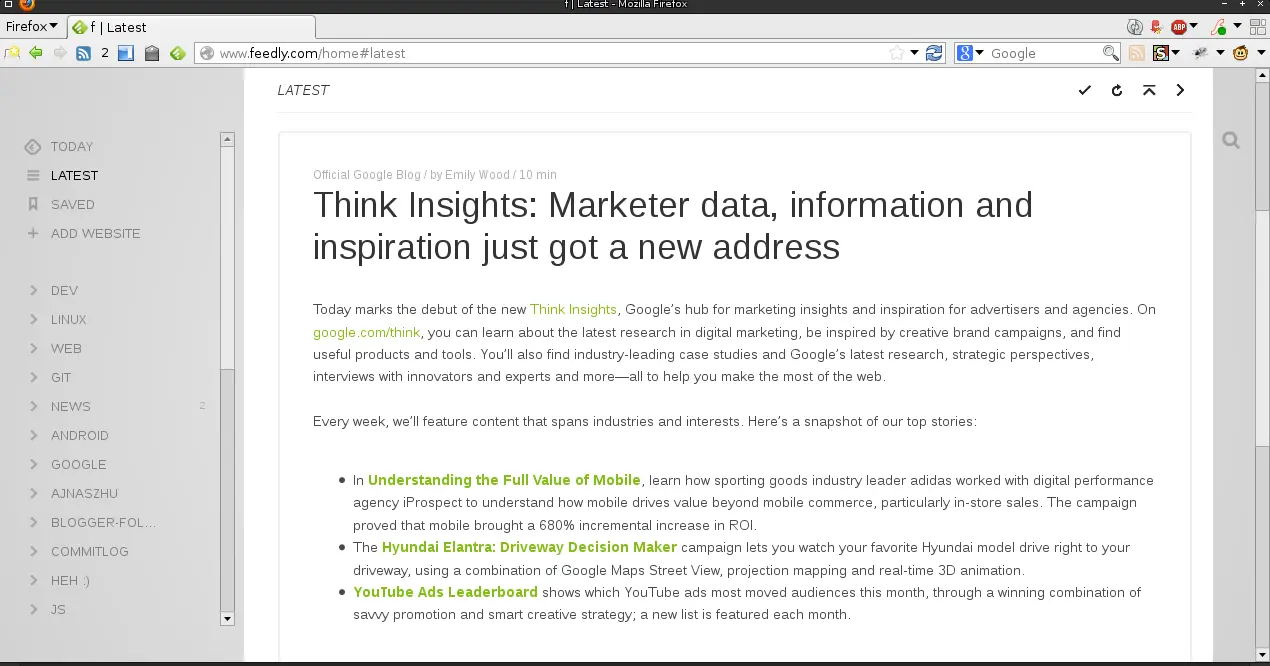 f | Latest - Mozilla Firefox
Firefox
f | Latest
ABP
2
www.feedly.com/home#latest
Google
LATEST
TODAY
LATEST
SAVED
ADD WEBSITE
DEV
LINUX
WEB
GIT
NEWS 2
ANDROID
GOOGLE
AJNASZHU
BLOGGER-FOL...
COMMITLOG
HEH :)
JS
Official Google Blog / by Emily Wood / 10 min
Think Insights: Marketer data, information and
inspiration just got a new address
Today marks the debut of the new Think Insights, Google’s hub for marketing insights and inspiration for advertisers and agencies. On
google.com/think, you can learn about the latest research in digital marketing, be inspired by creative brand campaigns, and find
useful products and tools. You’ll also find industry-leading case studies and Google’s latest research, strategic perspectives,
interviews with innovators and experts and more—all to help you make the most of the web.
Every week, we’ll feature content that spans industries and interests. Here’s a snapshot of our top stories:
• In Understanding the Full Value of Mobile, learn how sporting goods industry leader adidas worked with digital performance
agency iProspect to understand how mobile drives value beyond mobile commerce, particularly in-store sales. The campaign
proved that mobile brought a 680% incremental increase in ROI.
• The Hyundai Elantra: Driveway Decision Maker campaign lets you watch your favorite Hyundai model drive right to your
driveway, using a combination of Google Maps Street View, projection mapping and real-time 3D animation.
• YouTube Ads Leaderboard shows which YouTube ads most moved audiences this month, through a winning combination of
savvy promotion and smart creative strategy; a new list is featured each month.